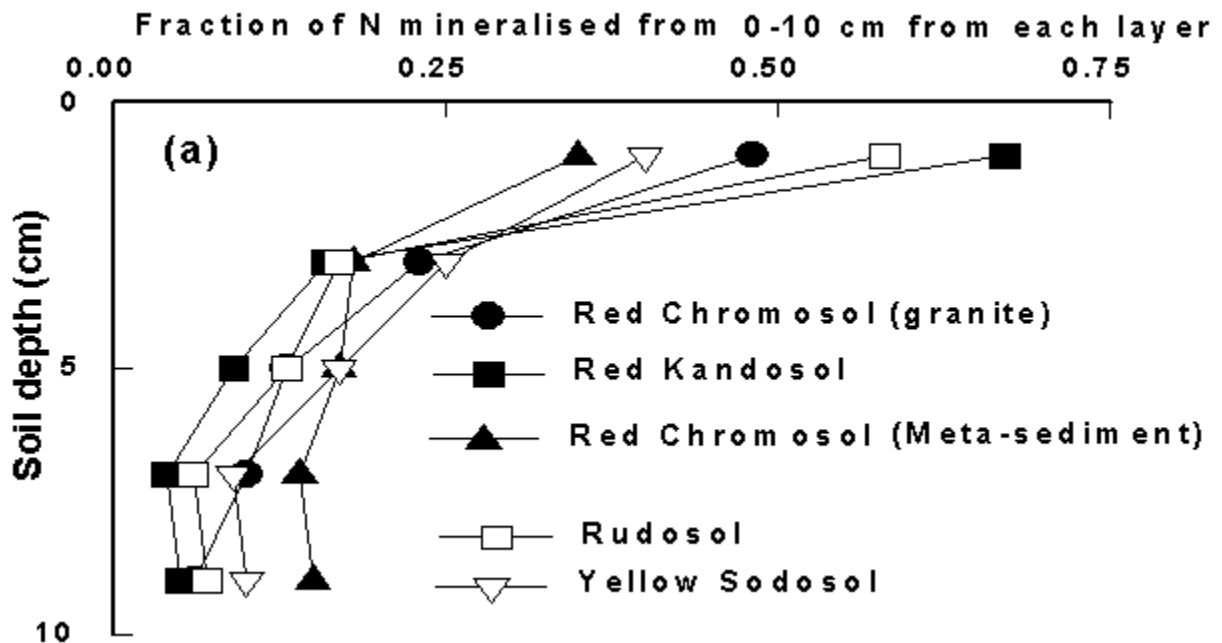 Fraction of N mineralised from 0-10 cm from each layer
0.00 0.25 0.50 0.75
0
(a)
Soil depth (cm)
Red Chromosol (granite)
5
Red Kandosol
Red Chromosol (Meta-sediment)
Rudosol
Yellow Sodosol
10